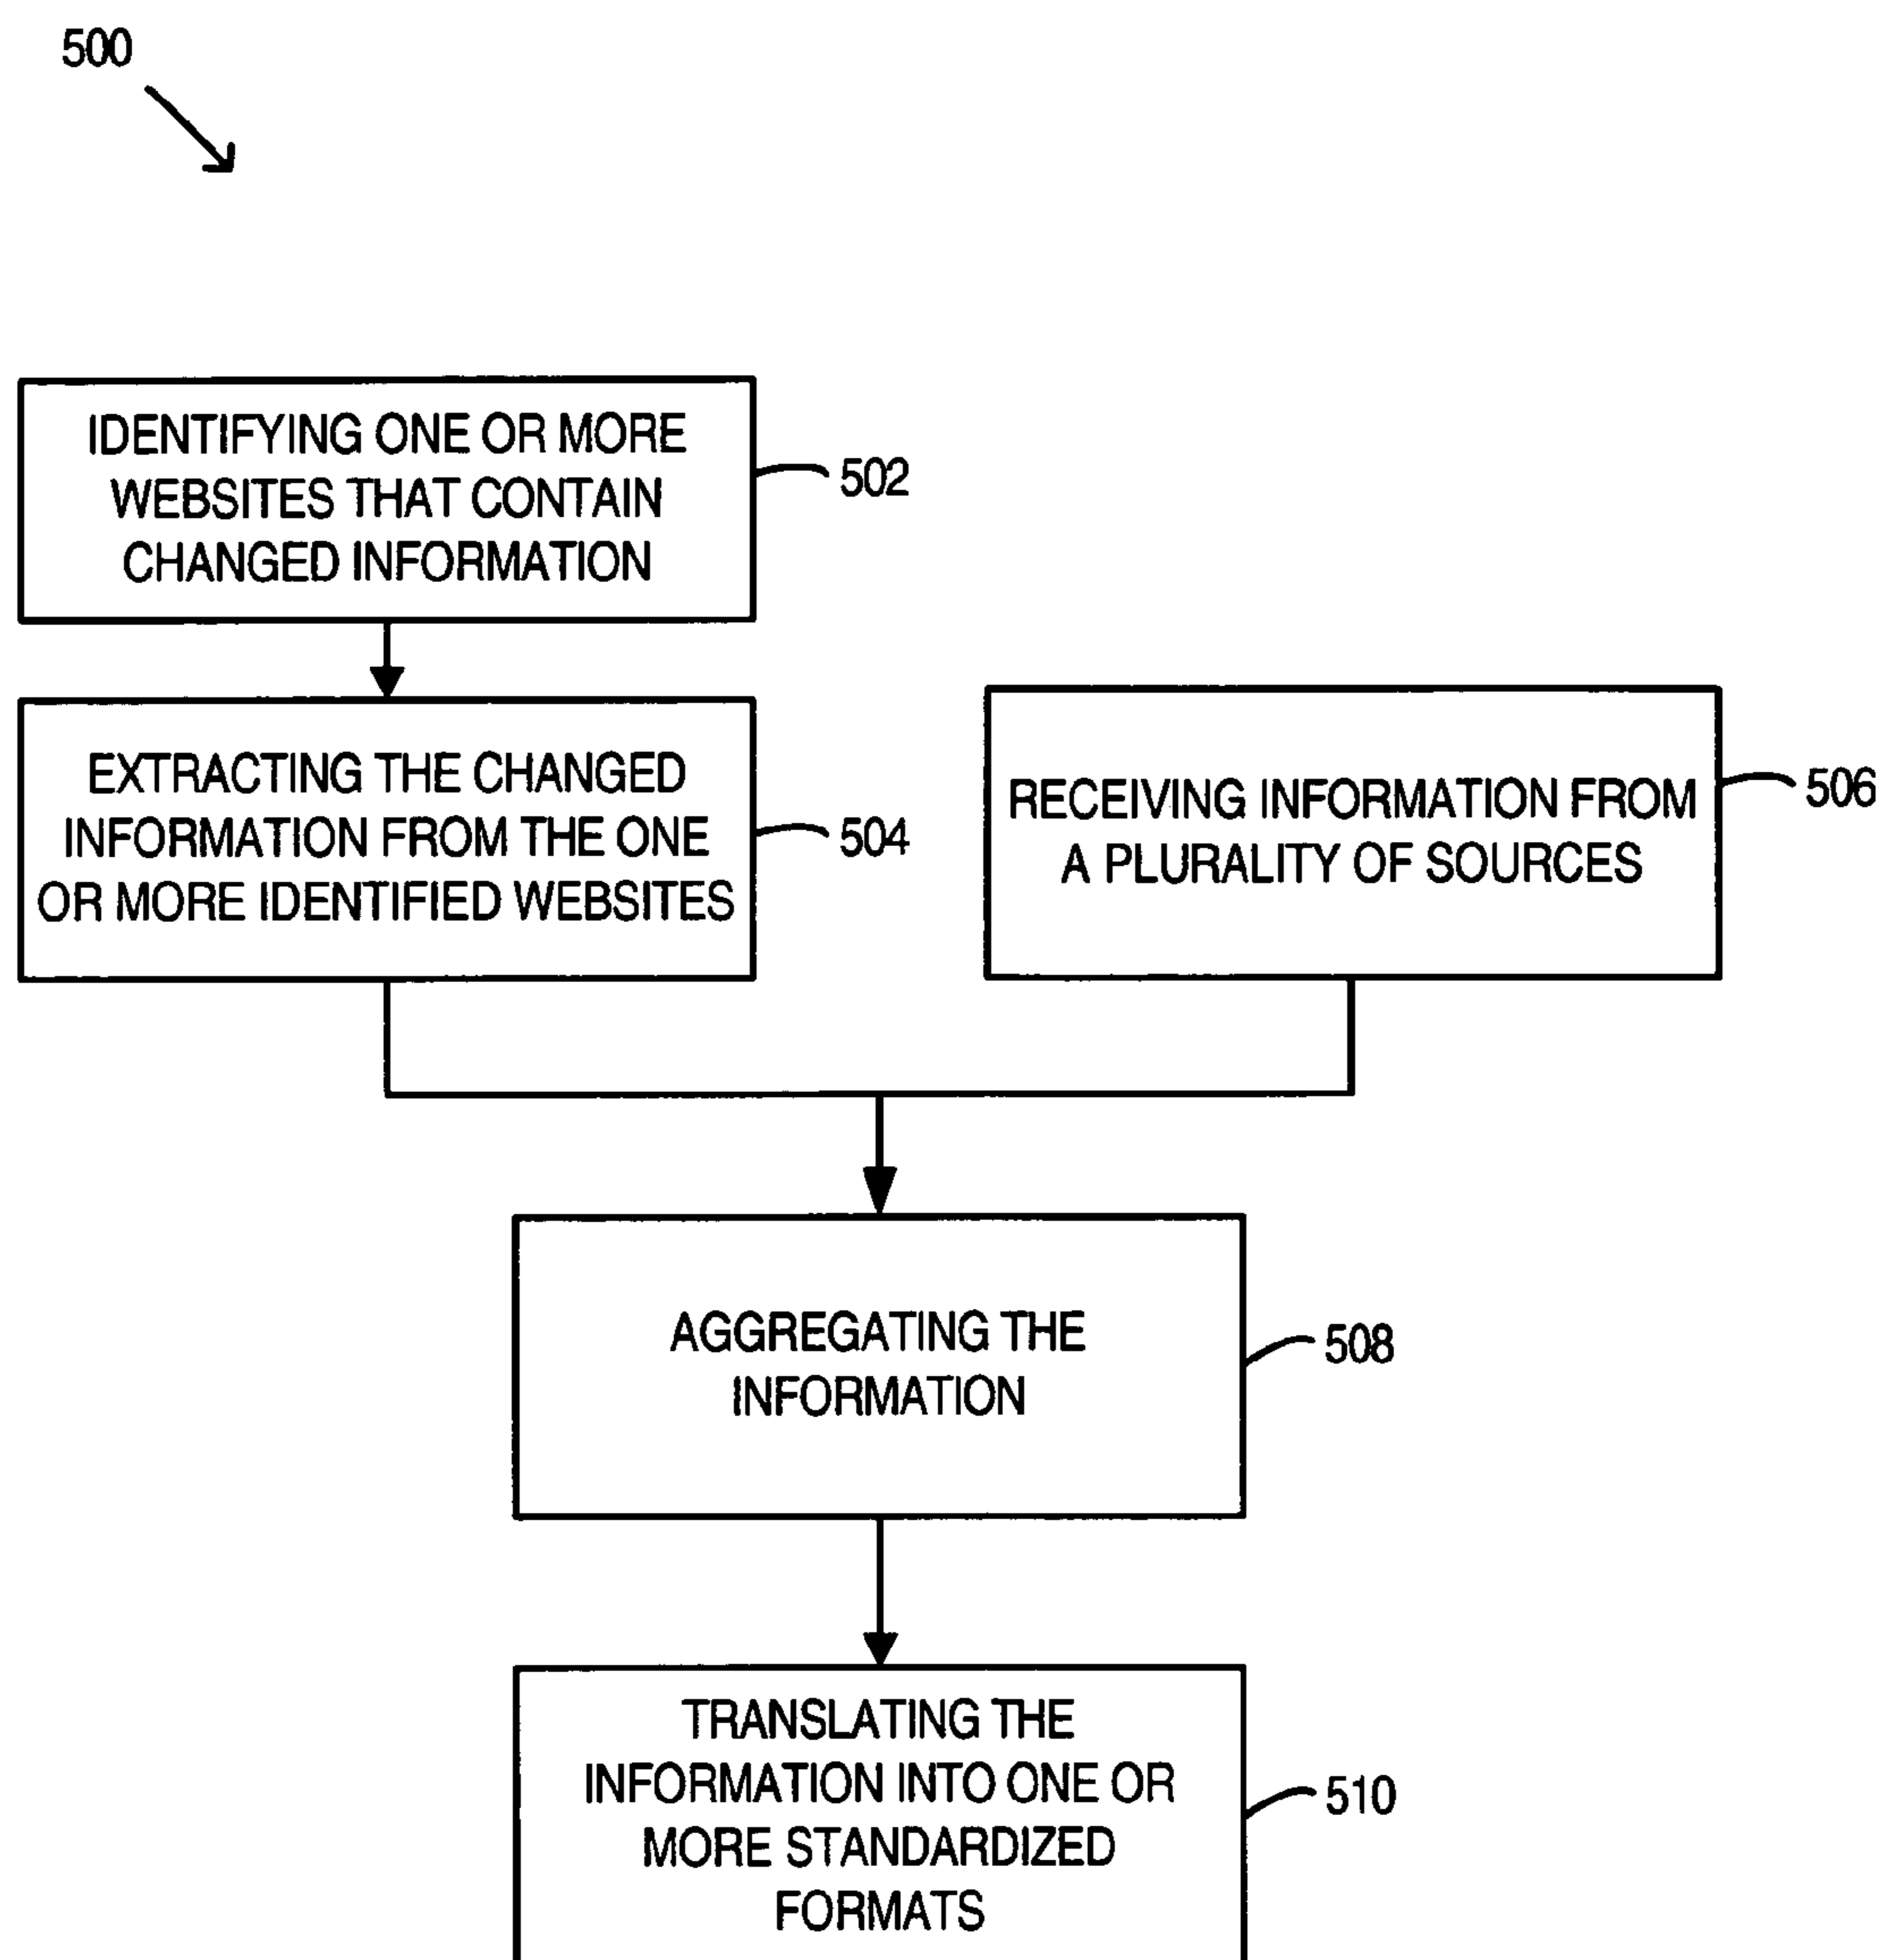 500
IDENTIFYING ONE OR MORE
WEBSITES THAT CONTAIN
CHANGED INFORMATION
502
EXTRACTING THE CHANGED
INFORMATION FROM THE ONE
OR MORE IDENTIFIED WEBSITES
504
RECEIVING INFORMATION FROM
A PLURALITY OF SOURCES
506
AGGREGATING THE
INFORMATION
508
TRANSLATING THE
INFORMATION INTO ONE OR
MORE STANDARDIZED
FORMATS
510